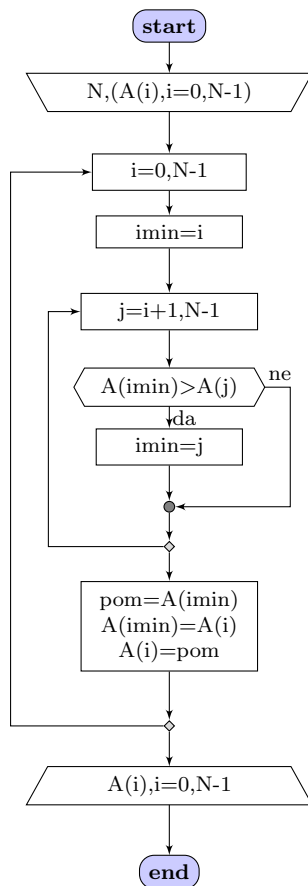 start
N,(A(i),i=0,N-1)
i=0,N-1
imin=i
j=i+1,N-1
A(imin)>A(j)
ne
da
imin=j
pom=A(imin)
A(imin)=A(i)
A(i)=pom
A(i),i=0,N-1
end